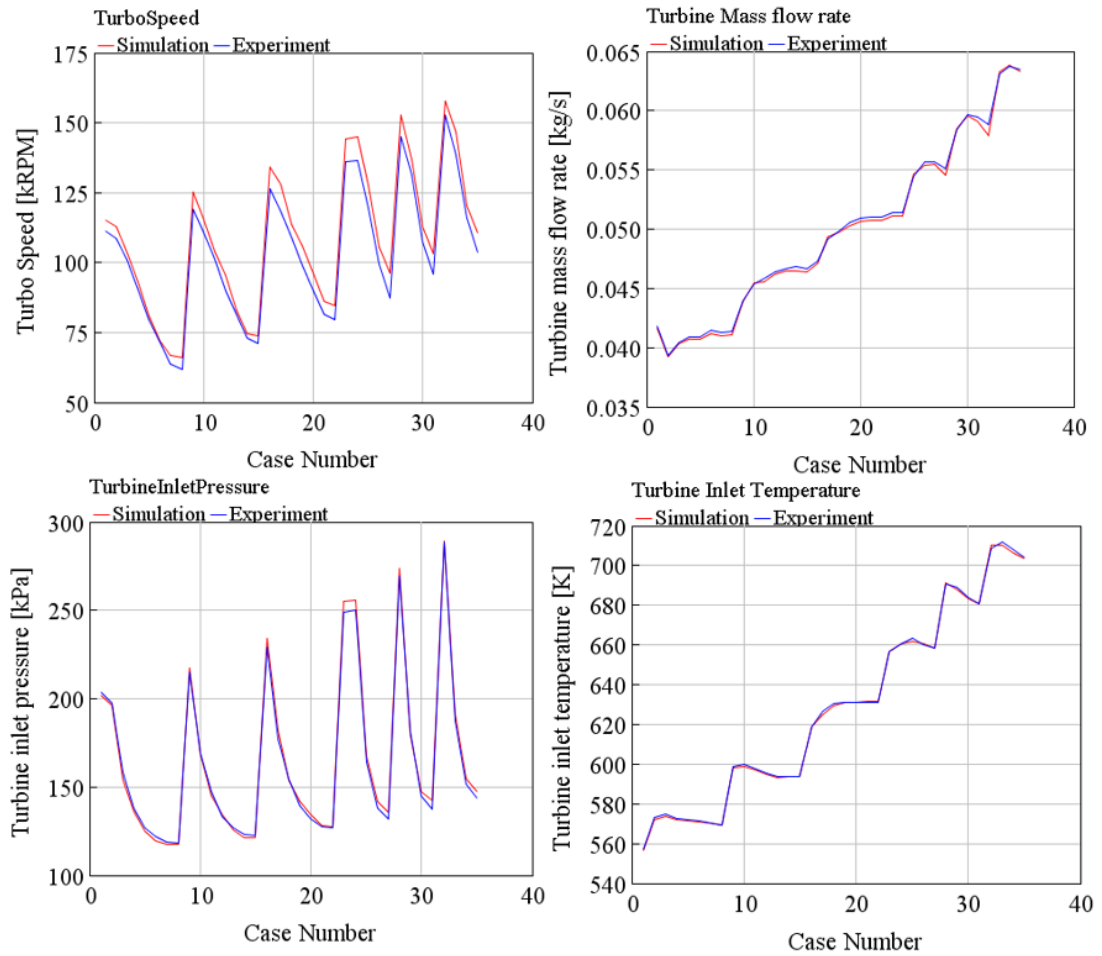 TurboSpeed
Simulation Experiment
175
150
125
100
75
50
Turbo Speed [kRPM]
0 10 20 30 40
Case Number
Turbine Mass flow rate
Simulation Experiment
0.065
0.060
0.055
0.050
0.045
0.040
0.035
Turbine mass flow rate [kg/s]
0 10 20 30 40
Case Number
TurbineInletPressure
Simulation Experiment
300
250
200
150
100
Turbine inlet pressure [kPa]
0 10 20 30 40
Case Number
Turbine Inlet Temperature
Simulation Experiment
720
700
680
660
640
620
600
580
560
540
Turbine inlet temperature [K]
0 10 20 30 40
Case Number